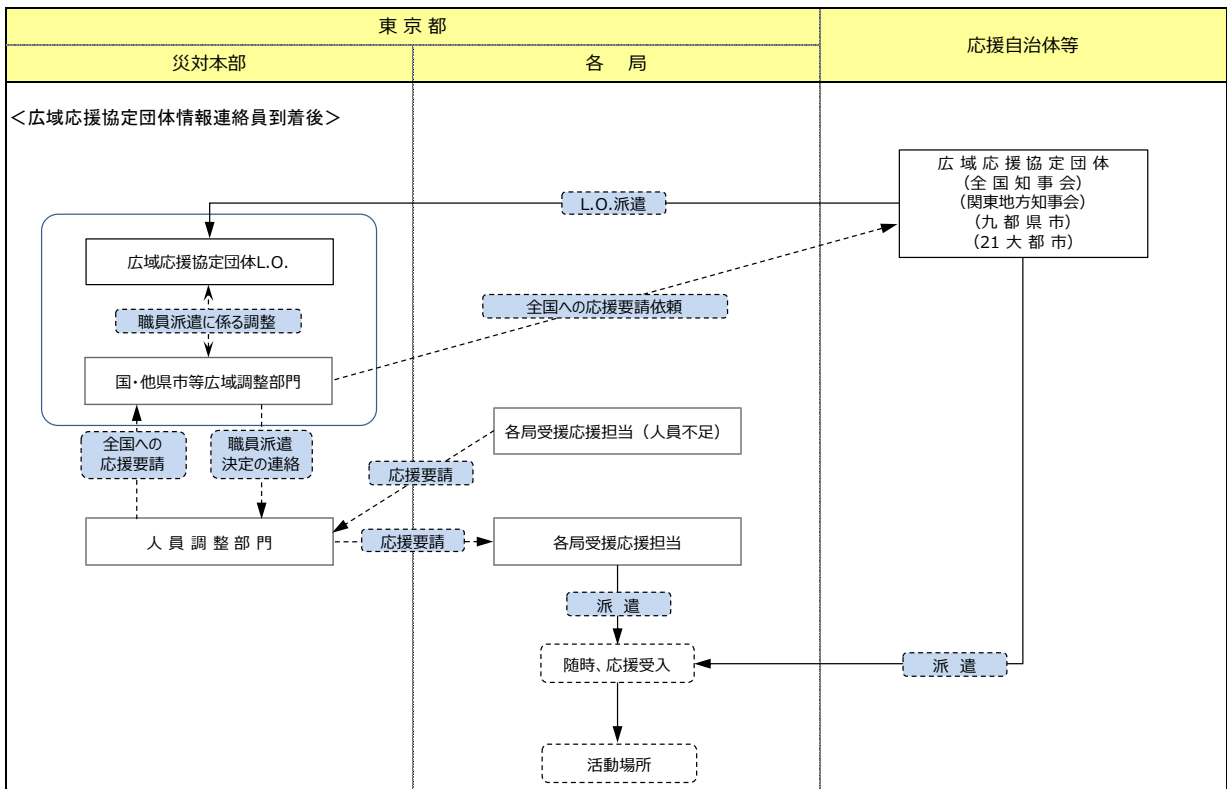 東 京 都
応援自治体等
災対本部
各 局
＜広域応援協定団体情報連絡員到着後＞
広 域 応 援 協 定 団 体
（全 国 知 事 会）
（関東地方知事会）
（九 都 県 市）
（21 大 都 市）
L.O.派遣
広域応援協定団体L.O.
職員派遣に係る調整
全国への応援要請依頼
国・他県市等広域調整部門
各局受援応援担当（人員不足）
全国への
応援要請
職員派遣
決定の連絡
応援要請
人 員 調 整 部 門
応援要請
各局受援応援担当
派 遣
随時、応援受入
派 遣
活動場所